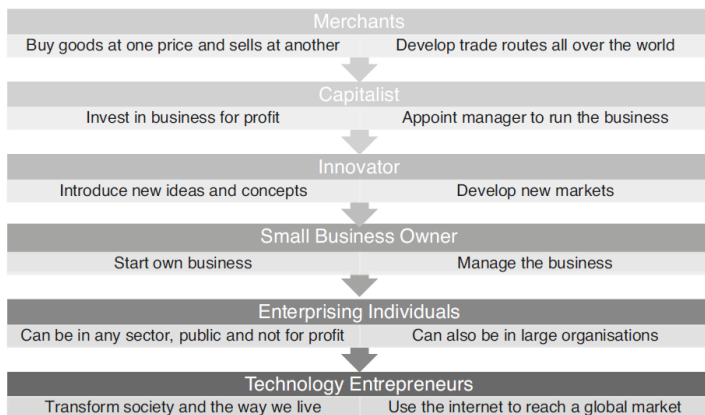 Merchants
Buy goods at one price and sells at another
Develop trade routes all over the world
Capitalist
Invest in business for profit
Appoint manager to run the business
Innovator
Introduce new ideas and concepts
Develop new markets
Small Business Owner
Start own business
Manage the business
Enterprising Individuals
Can be in any sector, public and not for profit
Can also be in large organisations
Technology Entrepreneurs
Transform society and the way we live
Use the internet to reach a global market